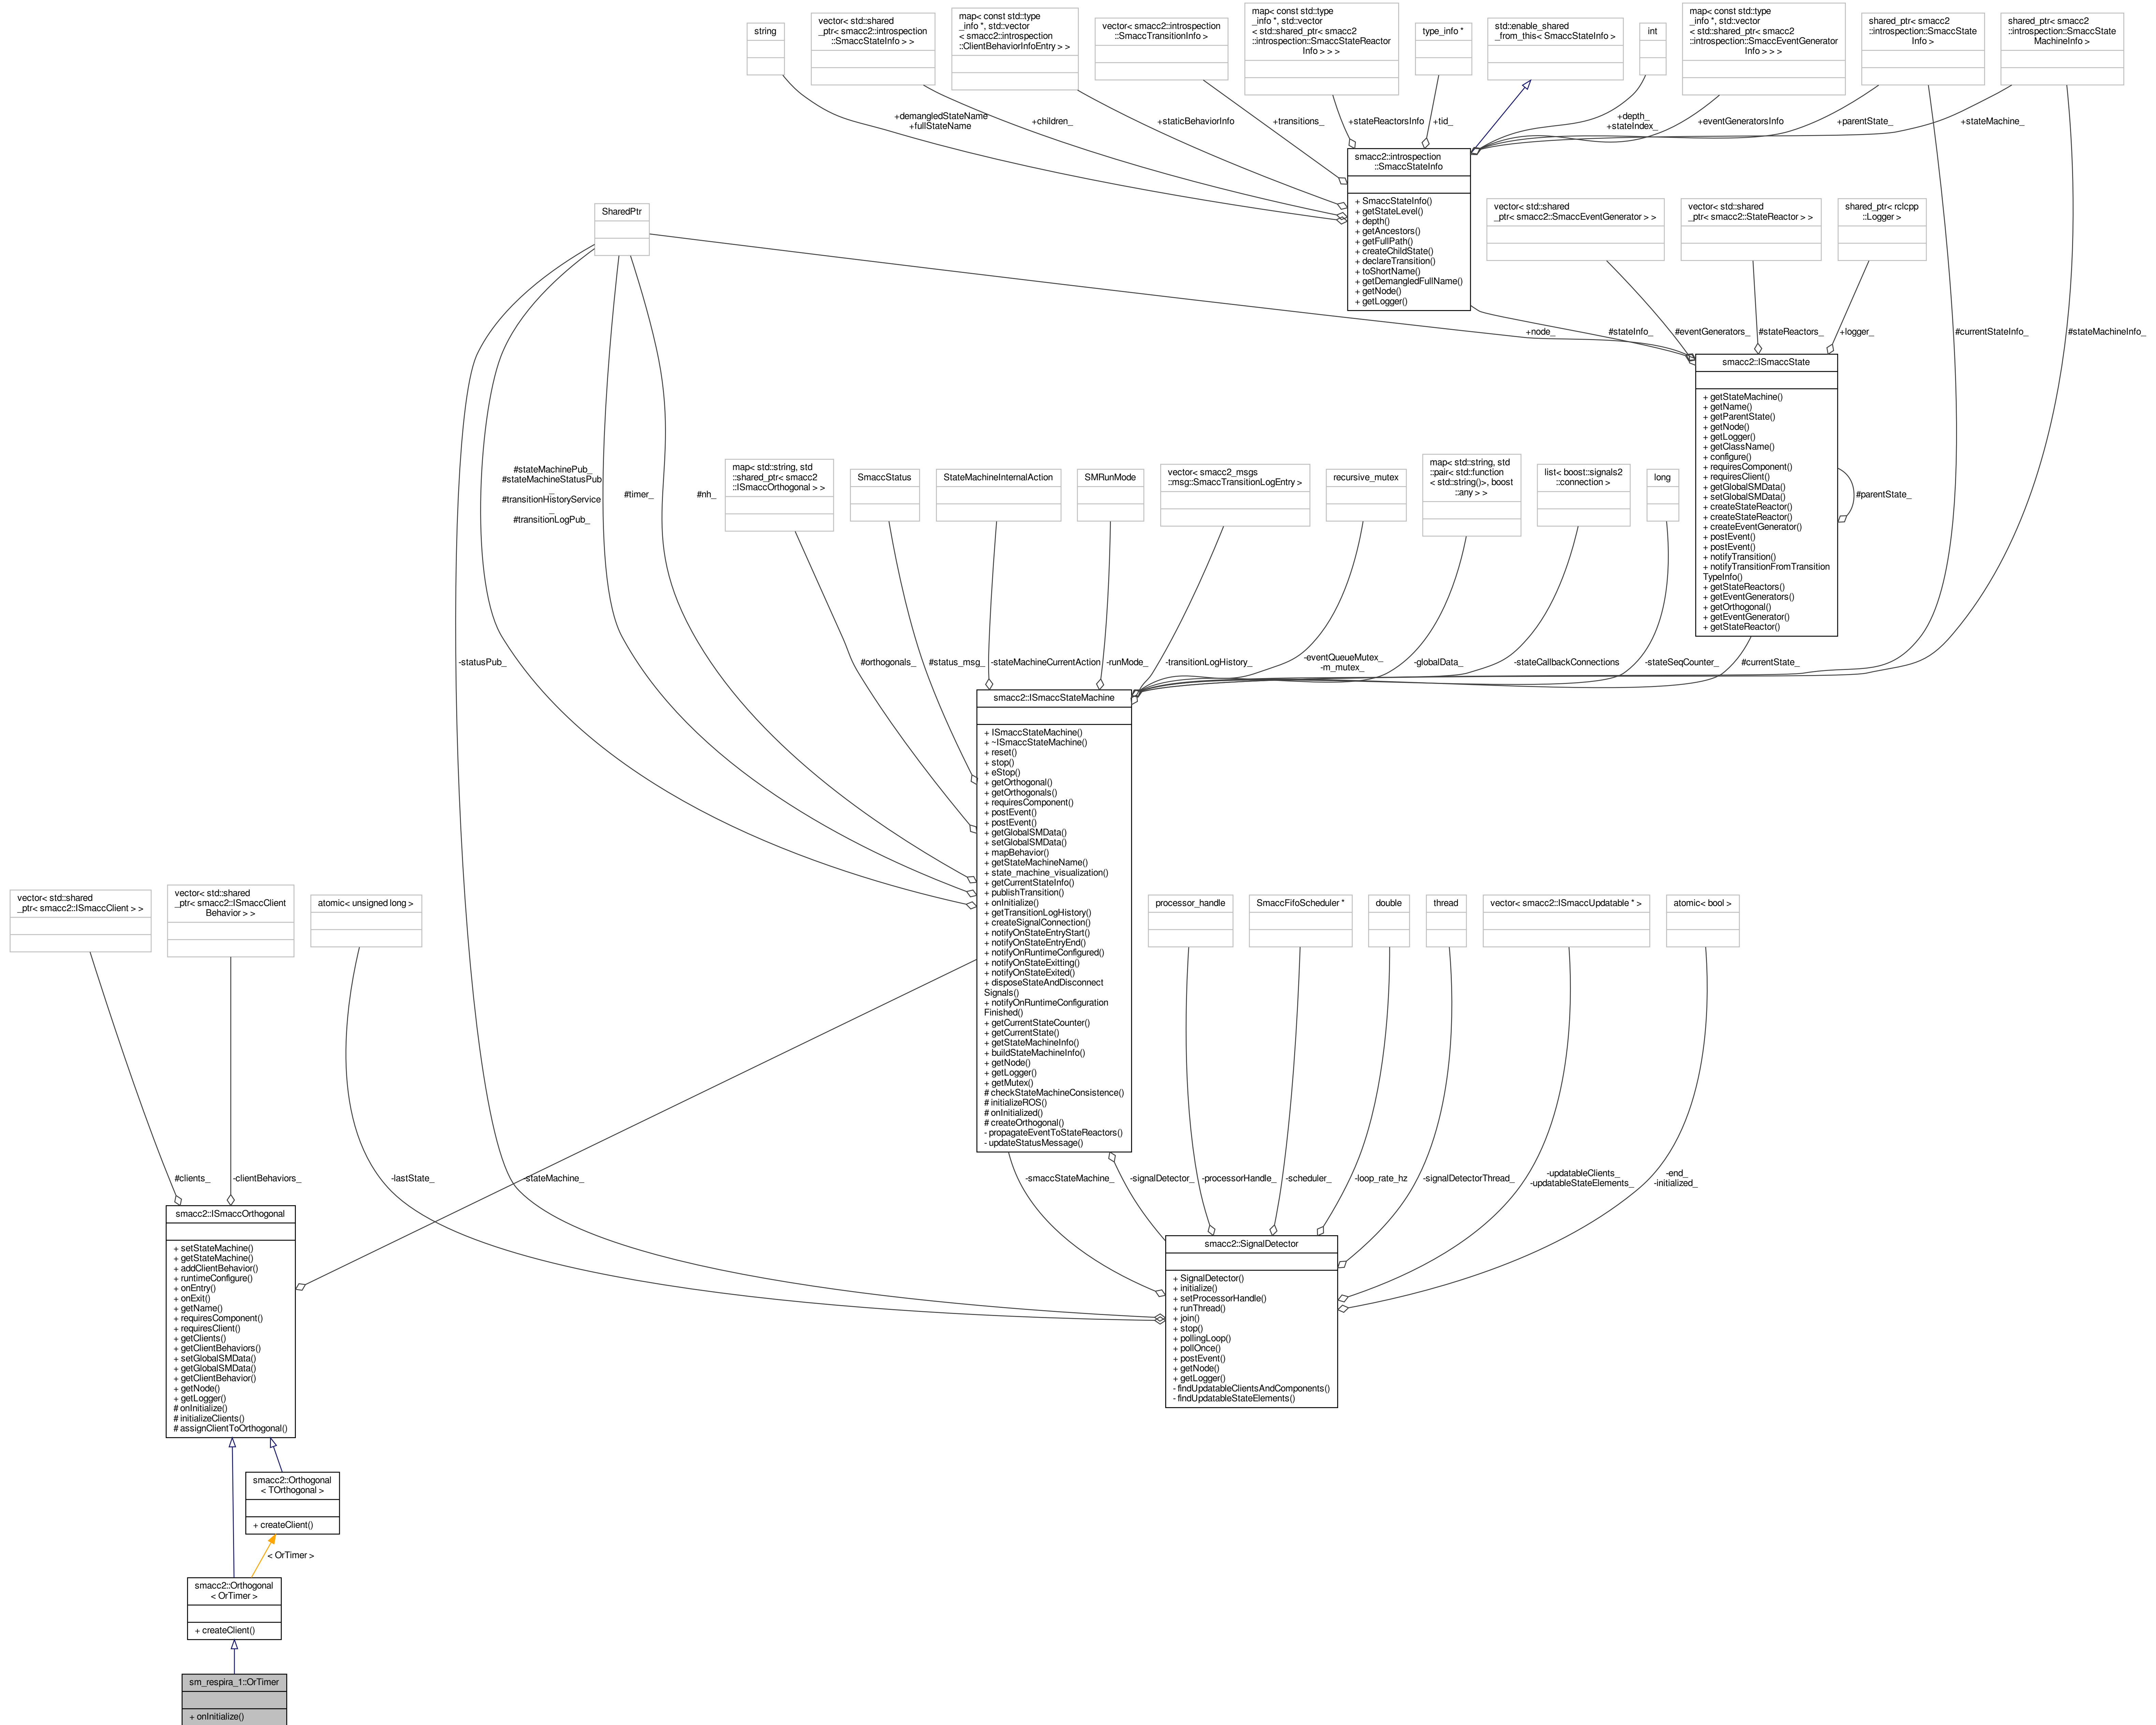 string
vector< std::shared
_ptr< smacc2::introspection
::SmaccStateInfo > >
map< const std::type
_info *, std::vector
< smacc2::introspection
::ClientBehaviorInfoEntry > >
vector< smacc2::introspection
::SmaccTransitionInfo >
map< const std::type
_info *, std::vector
< std::shared_ptr< smacc2
::introspection::SmaccStateReactor
Info > > >
type_info *
std::enable_shared
_from_this< SmaccStateInfo >
int
map< const std::type
_info *, std::vector
< std::shared_ptr< smacc2
::introspection::SmaccEventGenerator
Info > > >
shared_ptr< smacc2
::introspection::SmaccState
Info >
shared_ptr< smacc2
::introspection::SmaccState
MachineInfo >
+demangledStateName
+fullStateName
+children_
+staticBehaviorInfo
+transitions_
+stateReactorsInfo
+tid_
+depth_
+stateIndex_
+eventGeneratorsInfo
+parentState_
+stateMachine_
smacc2::introspection
::SmaccStateInfo
+ SmaccStateInfo()
+ getStateLevel()
+ depth()
+ getAncestors()
+ getFullPath()
+ createChildState()
+ declareTransition()
+ toShortName()
+ getDemangledFullName()
+ getNode()
+ getLogger()
SharedPtr
vector< std::shared
_ptr< smacc2::SmaccEventGenerator > >
vector< std::shared
_ptr< smacc2::StateReactor > >
shared_ptr< rclcpp
::Logger >
+node_
#stateInfo_
#eventGenerators_
#stateReactors_
+logger_
#currentStateInfo_
#stateMachineInfo_
smacc2::ISmaccState
+ getStateMachine()
+ getName()
+ getParentState()
+ getNode()
+ getLogger()
+ getClassName()
+ configure()
+ requiresComponent()
+ requiresClient()
+ getGlobalSMData()
+ setGlobalSMData()
+ createStateReactor()
+ createStateReactor()
+ createEventGenerator()
+ postEvent()
+ postEvent()
+ notifyTransition()
+ notifyTransitionFromTransition
TypeInfo()
+ getStateReactors()
+ getEventGenerators()
+ getOrthogonal()
+ getEventGenerator()
+ getStateReactor()
#parentState_
#stateMachinePub_
#stateMachineStatusPub
_
#transitionHistoryService
_
#transitionLogPub_
#timer_
#nh_
map< std::string, std
::shared_ptr< smacc2
::ISmaccOrthogonal > >
SmaccStatus
StateMachineInternalAction
SMRunMode
vector< smacc2_msgs
::msg::SmaccTransitionLogEntry >
recursive_mutex
map< std::string, std
::pair< std::function
< std::string()>, boost
::any > >
list< boost::signals2
::connection >
long
-statusPub_
#orthogonals_
#status_msg_
-stateMachineCurrentAction
-runMode_
-transitionLogHistory_
-eventQueueMutex_
-m_mutex_
-globalData_
-stateCallbackConnections
-stateSeqCounter_
#currentState_
smacc2::ISmaccStateMachine
+ ISmaccStateMachine()
+ ~ISmaccStateMachine()
+ reset()
+ stop()
+ eStop()
+ getOrthogonal()
+ getOrthogonals()
+ requiresComponent()
+ postEvent()
+ postEvent()
+ getGlobalSMData()
+ setGlobalSMData()
+ mapBehavior()
+ getStateMachineName()
+ state_machine_visualization()
+ getCurrentStateInfo()
+ publishTransition()
+ onInitialize()
+ getTransitionLogHistory()
+ createSignalConnection()
+ notifyOnStateEntryStart()
+ notifyOnStateEntryEnd()
+ notifyOnRuntimeConfigured()
+ notifyOnStateExitting()
+ notifyOnStateExited()
+ disposeStateAndDisconnect
Signals()
+ notifyOnRuntimeConfiguration
Finished()
+ getCurrentStateCounter()
+ getCurrentState()
+ getStateMachineInfo()
+ buildStateMachineInfo()
+ getNode()
+ getLogger()
+ getMutex()
# checkStateMachineConsistence()
# initializeROS()
# onInitialized()
# createOrthogonal()
- propagateEventToStateReactors()
- updateStatusMessage()
vector< std::shared
_ptr< smacc2::ISmaccClient > >
vector< std::shared
_ptr< smacc2::ISmaccClient
Behavior > >
atomic< unsigned long >
processor_handle
SmaccFifoScheduler *
double
thread
vector< smacc2::ISmaccUpdatable * >
atomic< bool >
#clients_
-clientBehaviors_
-lastState_
-stateMachine_
-smaccStateMachine_
-signalDetector_
-processorHandle_
-scheduler_
-loop_rate_hz
-signalDetectorThread_
-updatableClients_
-updatableStateElements_
-end_
-initialized_
smacc2::ISmaccOrthogonal
+ setStateMachine()
+ getStateMachine()
+ addClientBehavior()
+ runtimeConfigure()
+ onEntry()
+ onExit()
+ getName()
+ requiresComponent()
+ requiresClient()
+ getClients()
+ getClientBehaviors()
+ setGlobalSMData()
+ getGlobalSMData()
+ getClientBehavior()
+ getNode()
+ getLogger()
# onInitialize()
# initializeClients()
# assignClientToOrthogonal()
smacc2::SignalDetector
+ SignalDetector()
+ initialize()
+ setProcessorHandle()
+ runThread()
+ join()
+ stop()
+ pollingLoop()
+ pollOnce()
+ postEvent()
+ getNode()
+ getLogger()
- findUpdatableClientsAndComponents()
- findUpdatableStateElements()
smacc2::Orthogonal
< TOrthogonal >
+ createClient()
< OrTimer >
smacc2::Orthogonal
< OrTimer >
+ createClient()
sm_respira_1::OrTimer
+ onInitialize()